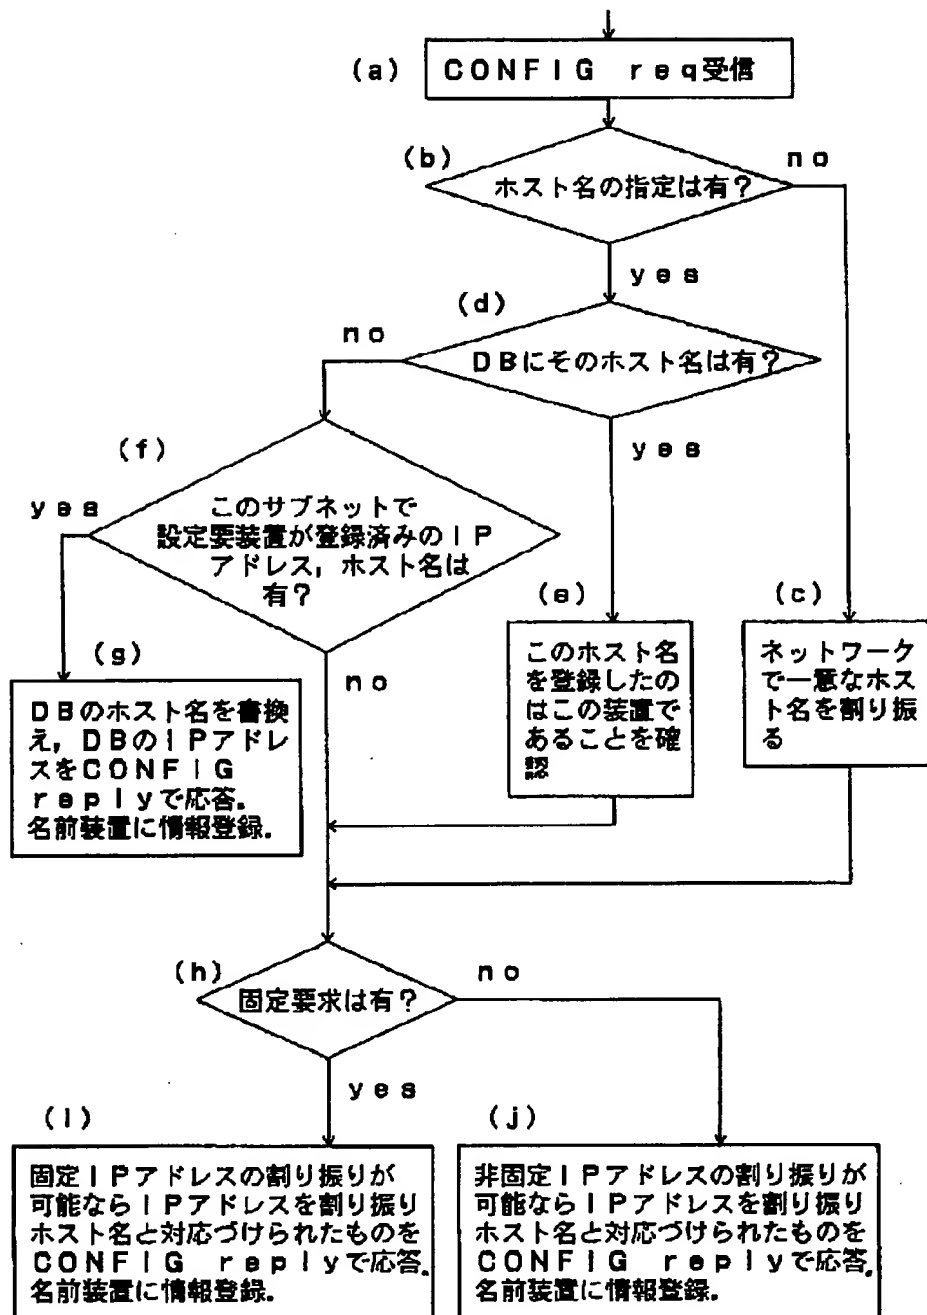 (a)
CONFIG req受信
(b)
no
ホスト名の指定は有?
yes
(d)
no
DBにそのホスト名は有?
(f)
yes
yes
このサブネットで
設定要装置が登録済みのIP
アドレス,ホスト名は
有?
(e)
(c)
(g)
no
このホスト名
を登録したの
はこの装置で
あることを確
認
ネットワーク
で一意なホス
ト名を割り振
る
DBのホスト名を書換
え,DBのIPアドレ
スをCONFIG
replyで応答.
名前装置に情報登録.
(h)
no
固定要求は有?
yes
(i)
(j)
固定IPアドレスの割り振りが
可能ならIPアドレスを割り振り
ホスト名と対応づけられたものを
CONFIG replyで応答.
名前装置に情報登録.
非固定IPアドレスの割り振りが
可能ならIPアドレスを割り振り
ホスト名と対応づけられたものを
CONFIG replyで応答.
名前装置に情報登録.